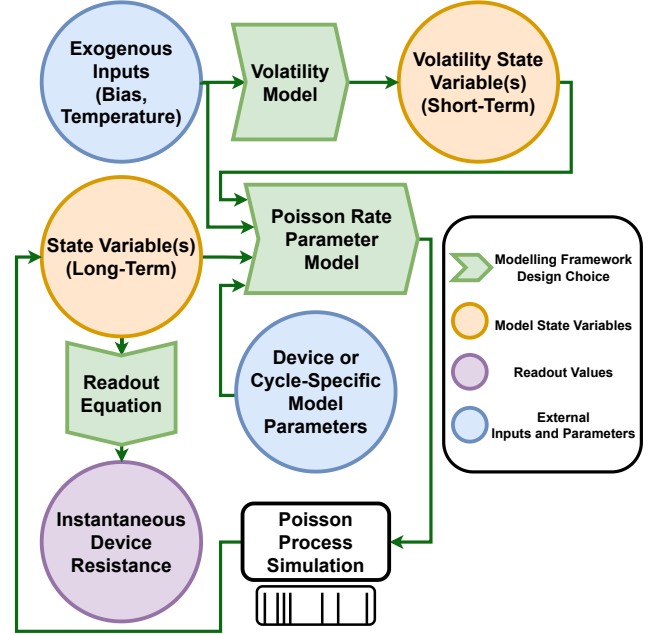 Exogenous
Inputs
(Bias,
Temperature)
Volatility
Model
Volatility State
Variable(s)
(Short-Term)
State Variable(s)
(Long-Term)
Poisson Rate
Parameter
Model
Readout
Equation
Device or
Cycle-Specific
Model
Parameters
Instantaneous
Device
Resistance
Poisson
Process
Simulation
Modelling Framework
Design Choice
Model State Variables
Readout Values
External
Inputs and Parameters